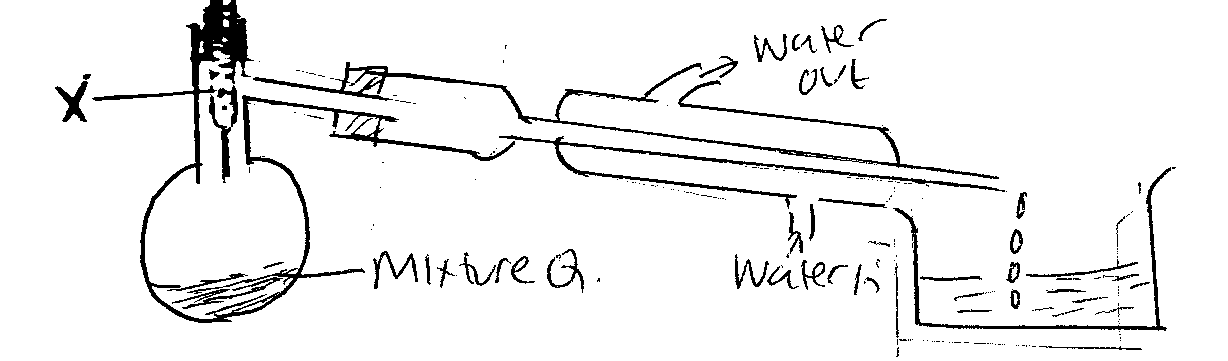 Water
out
X
Mixture Q.
Water in